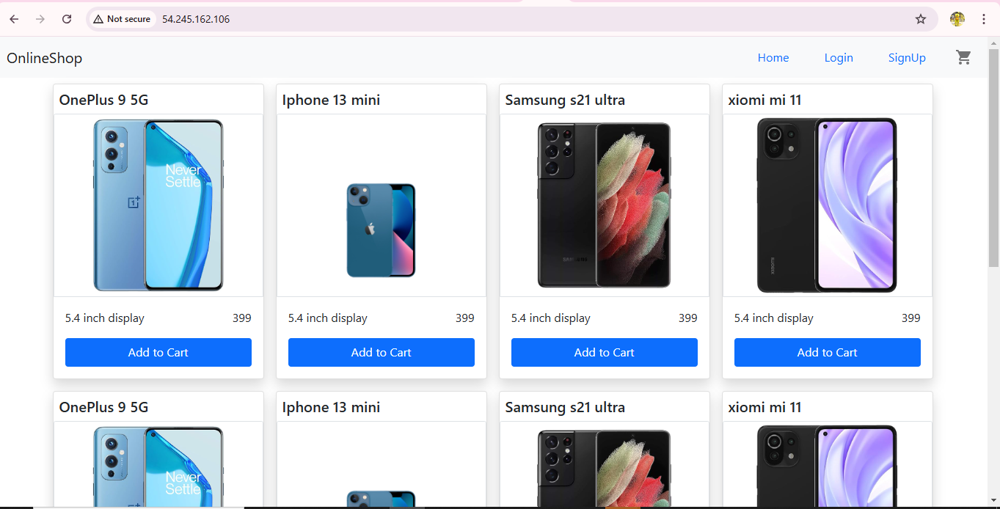 Not secure 54.245.162.106
OnlineShop Home Login SignUp
OnePlus 9 5G Iphone 13 mini Samsung s21 ultra xiomi mi 11
Never
Settle
SAMSUNG
XIAOMI
5.4 inch display 399 5.4 inch display 399 5.4 inch display 399 5.4 inch display 399
Add to Cart Add to Cart Add to Cart Add to Cart
OnePlus 9 5G Iphone 13 mini Samsung s21 ultra xiomi mi 11
Never
Settle